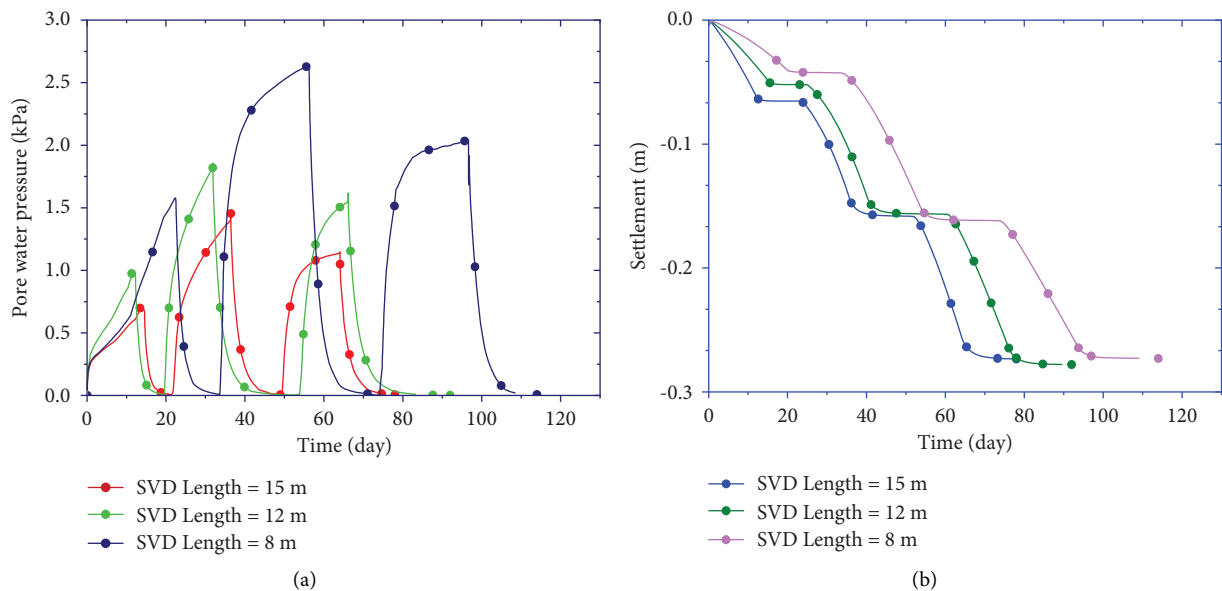 3.0
2.5
2.0
1.5
1.0
0.5
0.0
Pore water pressure (kPa)
0 20 40 60 80 100 120
Time (day)
SVD Length = 15 m
SVD Length = 12 m
SVD Length = 8 m
(a)
0.0
-0.1
-0.2
-0.3
Settlement (m)
0 20 40 60 80 100 120
Time (day)
SVD Length = 15 m
SVD Length = 12 m
SVD Length = 8 m
(b)